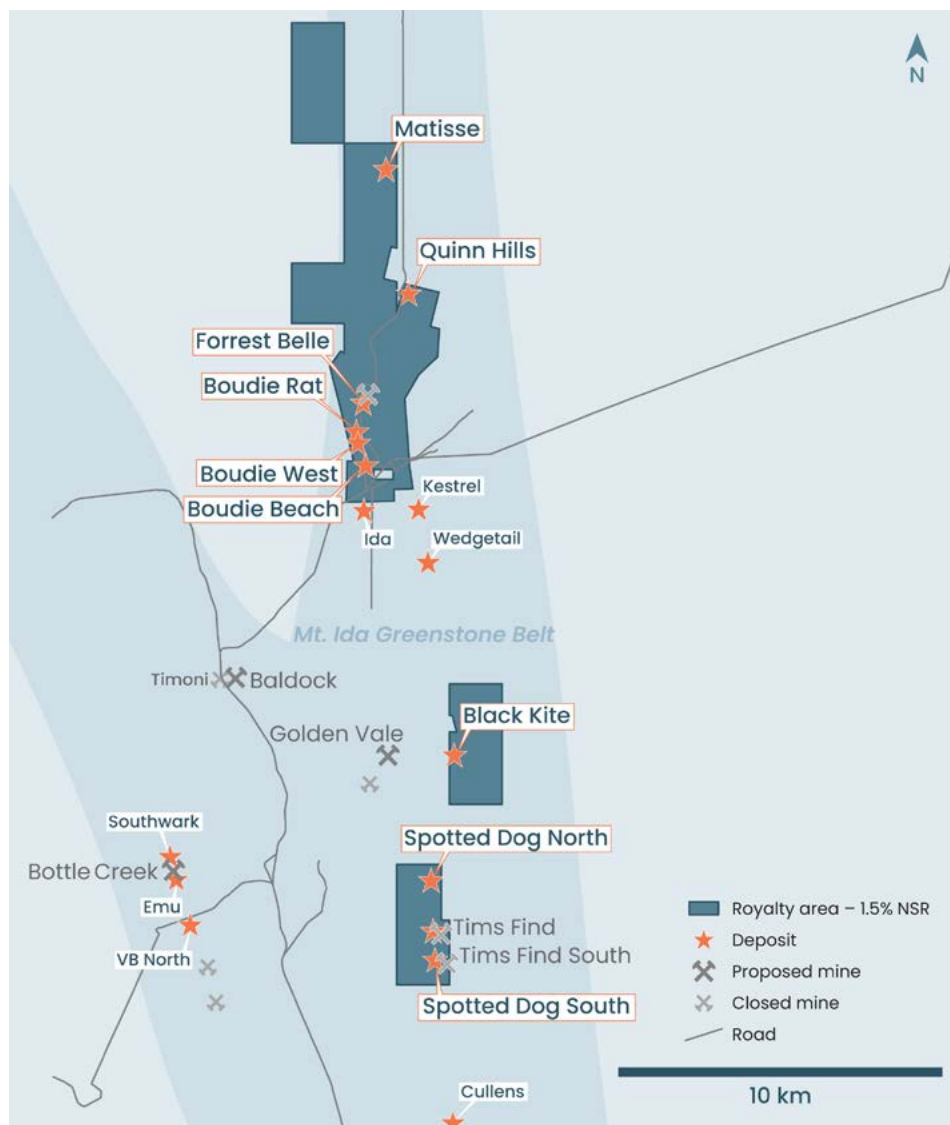 N
Matisse
Quinn Hills
Forrest Belle
Boudie Rat
Boudie West
Boudie Beach
Kestrel
Ida
Wedgetail
Mt. Ida Greenstone Belt
Timoni
Baldock
Black Kite
Golden Vale
Southwark
Spotted Dog North
Bottle Creek
Emu
Tims Find
VB North
Tims Find South
Spotted Dog South
Royalty area – 1.5% NSR
Deposit
Proposed mine
Closed mine
Road
10 km
Cullens